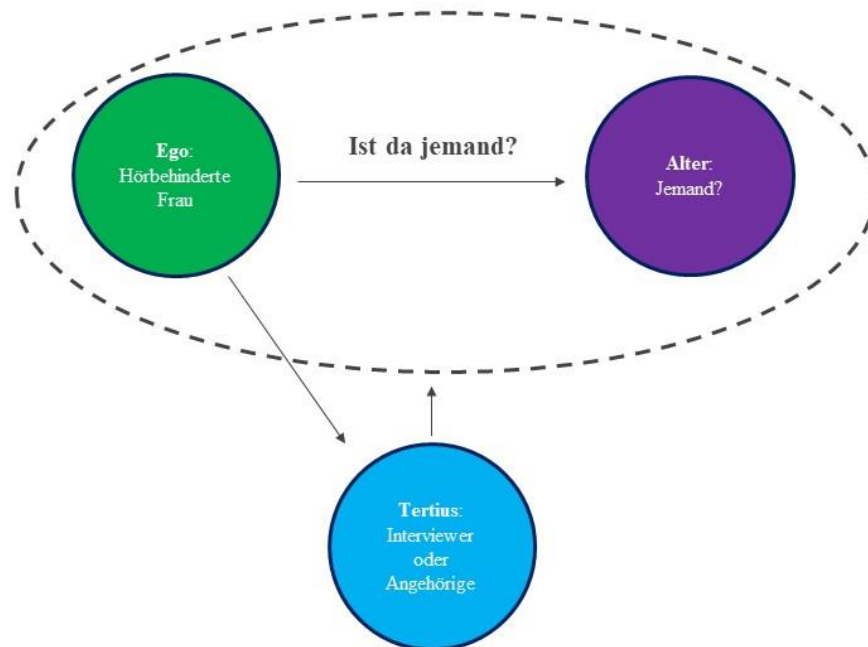 Ist da jemand?
Ego:
Hörbehinderte
Frau
Alter:
Jemand?
Tertius:
Interviewer
oder
Angehörige